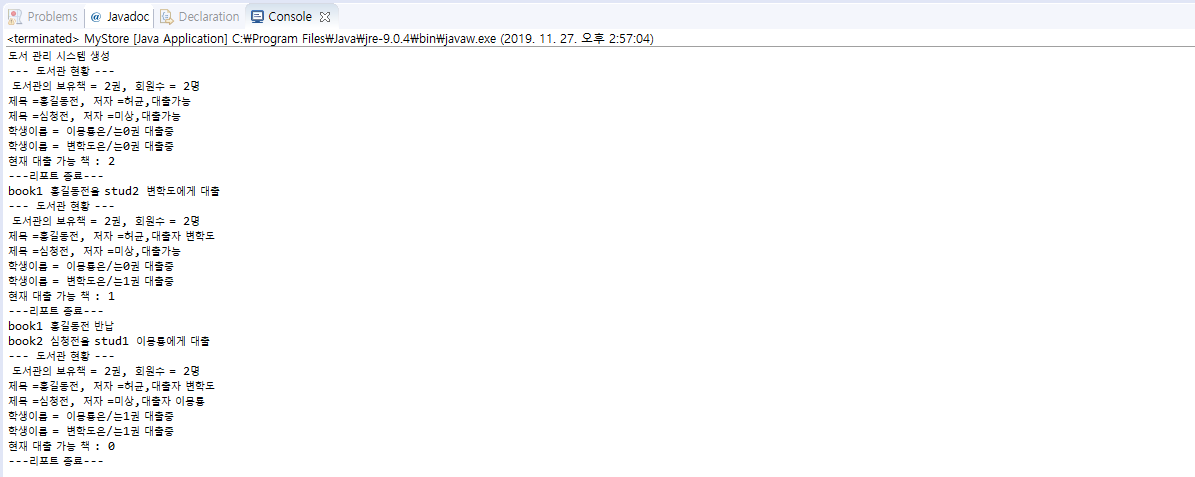 Problems @ Javadoc Declaration Console
<terminated> MyStore [Java Application] C:₩Program Files₩Java₩jre-9.0.4₩bin₩javaw.exe (2019. 11. 27. 오후 2:57:04)
도서 관리 시스템 생성
--- 도서관 현황 ---
도서관의 보유책 = 2권, 회원수 = 2명
제목 =홍길동전, 저자 =허균,대출가능
제목 =심청전, 저자 =미상,대출가능
학생이름 = 이몽룡은/는0권 대출중
학생이름 = 변학도은/는0권 대출중
현재 대출 가능 책 : 2
---리포트 종료---
book1 홍길동전을 stud2 변학도에게 대출
--- 도서관 현황 ---
도서관의 보유책 = 2권, 회원수 = 2명
제목 =홍길동전, 저자 =허균,대출자 변학도
제목 =심청전, 저자 =미상,대출가능
학생이름 = 이몽룡은/는0권 대출중
학생이름 = 변학도은/는1권 대출중
현재 대출 가능 책 : 1
---리포트 종료---
book1 홍길동전 반납
book2 심청전을 stud1 이몽룡에게 대출
--- 도서관 현황 ---
도서관의 보유책 = 2권, 회원수 = 2명
제목 =홍길동전, 저자 =허균,대출자 변학도
제목 =심청전, 저자 =미상,대출자 이몽룡
학생이름 = 이몽룡은/는1권 대출중
학생이름 = 변학도은/는1권 대출중
현재 대출 가능 책 : 0
---리포트 종료---